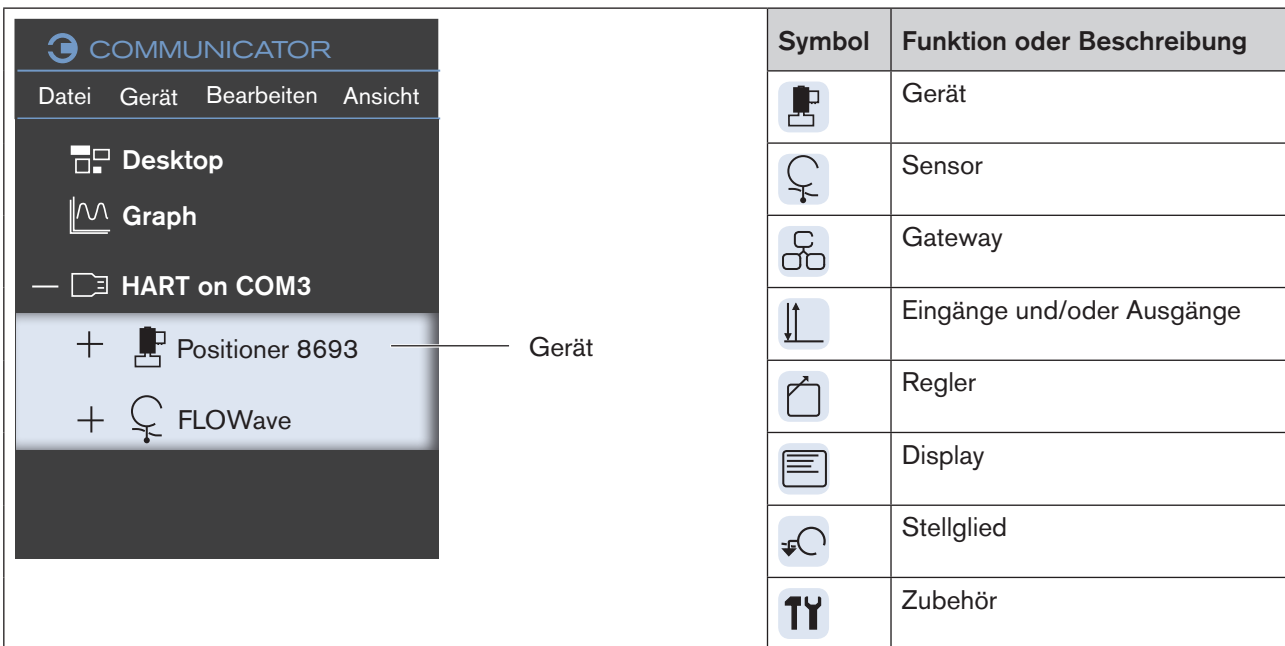 COMMUNICATOR
Datei Gerät Bearbeiten Ansicht
Desktop
Graph
HART on COM3
Positioner 8693
Gerät
FLOWave
Symbol Funktion oder Beschreibung
Gerät
Sensor
Gateway
Eingänge und/oder Ausgänge
Regler
Display
Stellglied
Zubehör